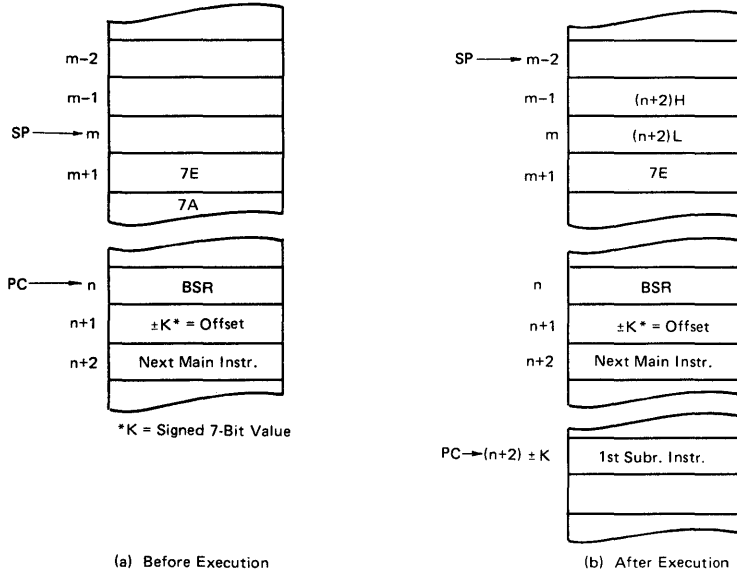 m–2
m–1
SP → m
m+1 7E
7A
PC → n BSR
n+1 ±K* = Offset
n+2 Next Main Instr.
*K = Signed 7-Bit Value
(a) Before Execution
SP → m–2
m–1 (n+2)H
m (n+2)L
m+1 7E
n BSR
n+1 ±K* = Offset
n+2 Next Main Instr.
PC → (n+2) ±K 1st Subr. Instr.
(b) After Execution